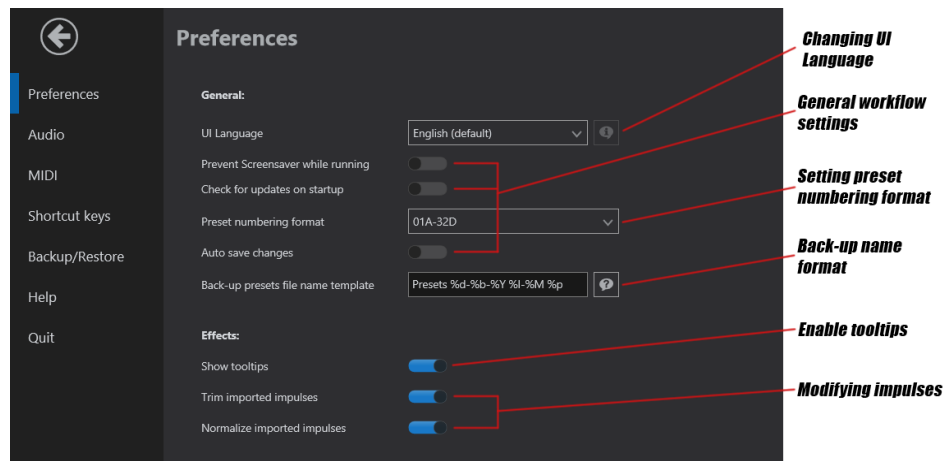 Preferences
Changing UI
Language
Preferences
General:
General workflow
settings
Audio
UI Language
English (default)
MIDI
Prevent Screensaver while running
Check for updates on startup
Setting preset
numbering format
Shortcut keys
Preset numbering format
01A-32D
Backup/Restore
Auto save changes
Back-up name
format
Help
Back-up presets file name template
Presets %d-%b-%Y %I-%M %p
Quit
Effects:
Enable tooltips
Show tooltips
Trim imported impulses
Modifying impulses
Normalize imported impulses